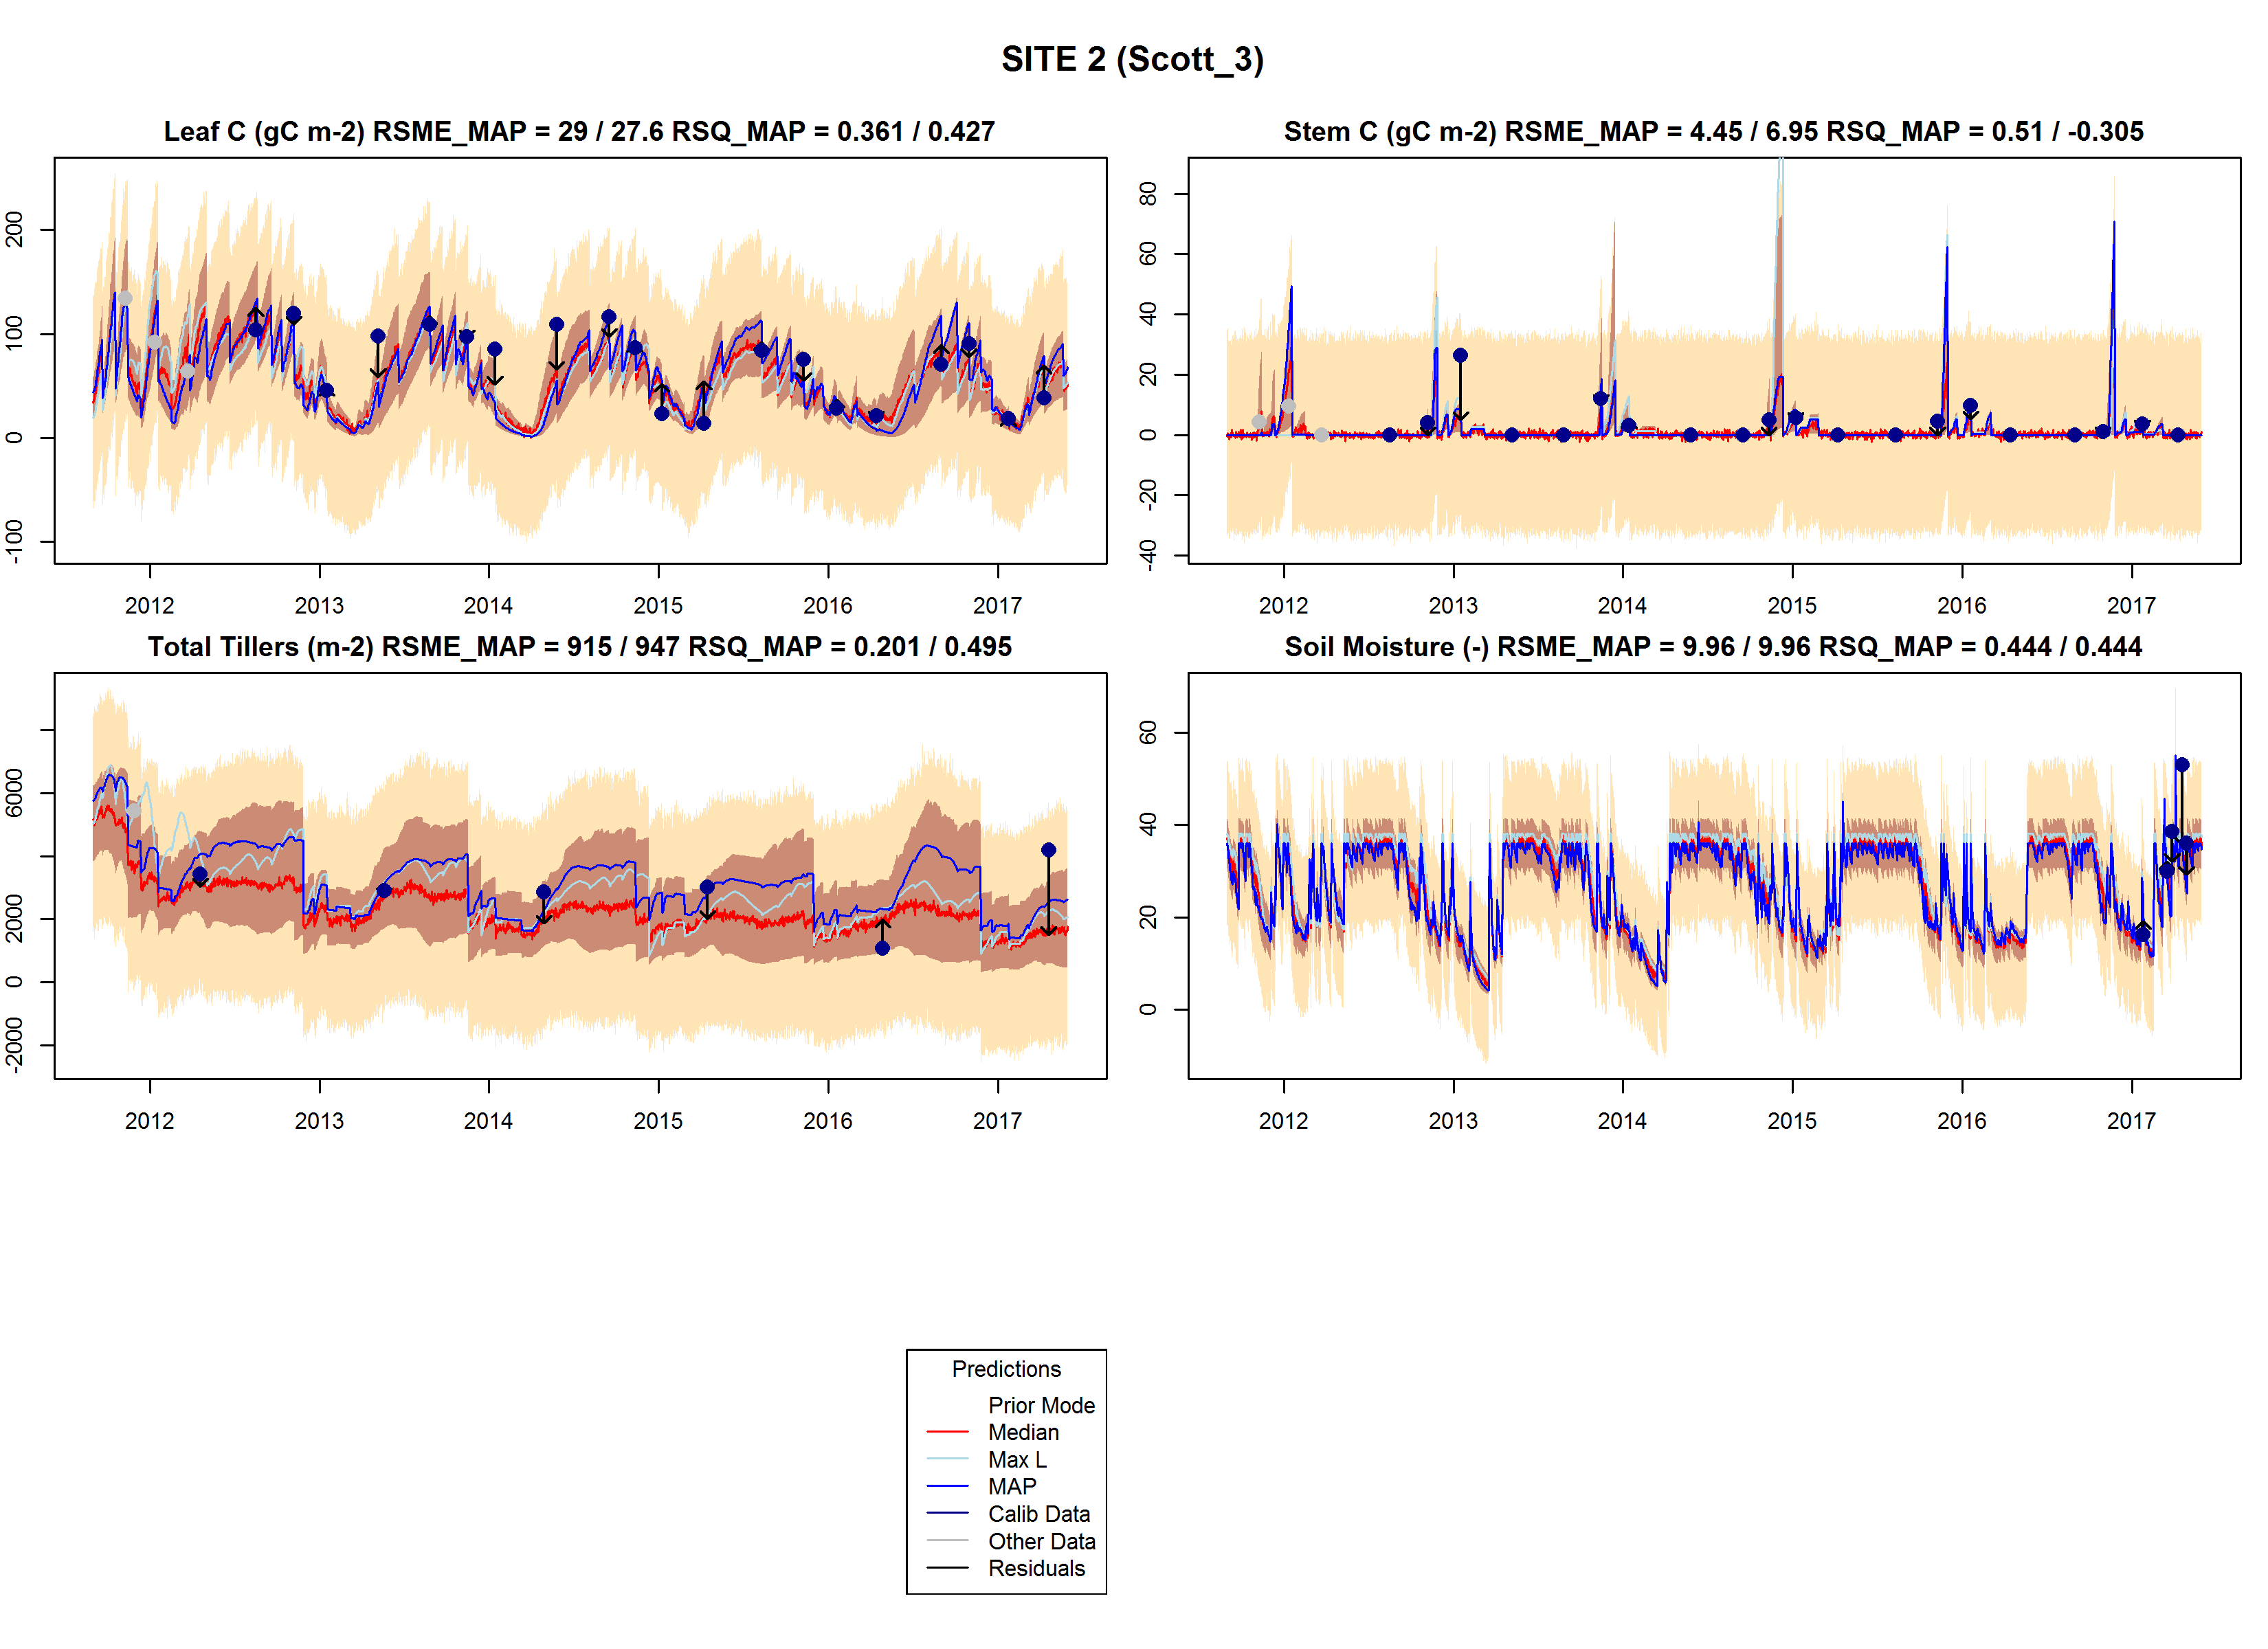 SITE 2 (Scott_3)
Leaf C (gC m-2) RSME_MAP = 29 / 27.6 RSQ_MAP = 0.361 / 0.427
200
100
0
-100
2012 2013 2014 2015 2016 2017
Stem C (gC m-2) RSME_MAP = 4.45 / 6.95 RSQ_MAP = 0.51 / -0.305
80
60
40
20
0
-20
-40
2012 2013 2014 2015 2016 2017
Total Tillers (m-2) RSME_MAP = 915 / 947 RSQ_MAP = 0.201 / 0.495
6000
2000
0
-2000
2012 2013 2014 2015 2016 2017
Soil Moisture (-) RSME_MAP = 9.96 / 9.96 RSQ_MAP = 0.444 / 0.444
60
40
20
0
2012 2013 2014 2015 2016 2017
Predictions
Prior Mode
Median
Max L
MAP
Calib Data
Other Data
Residuals